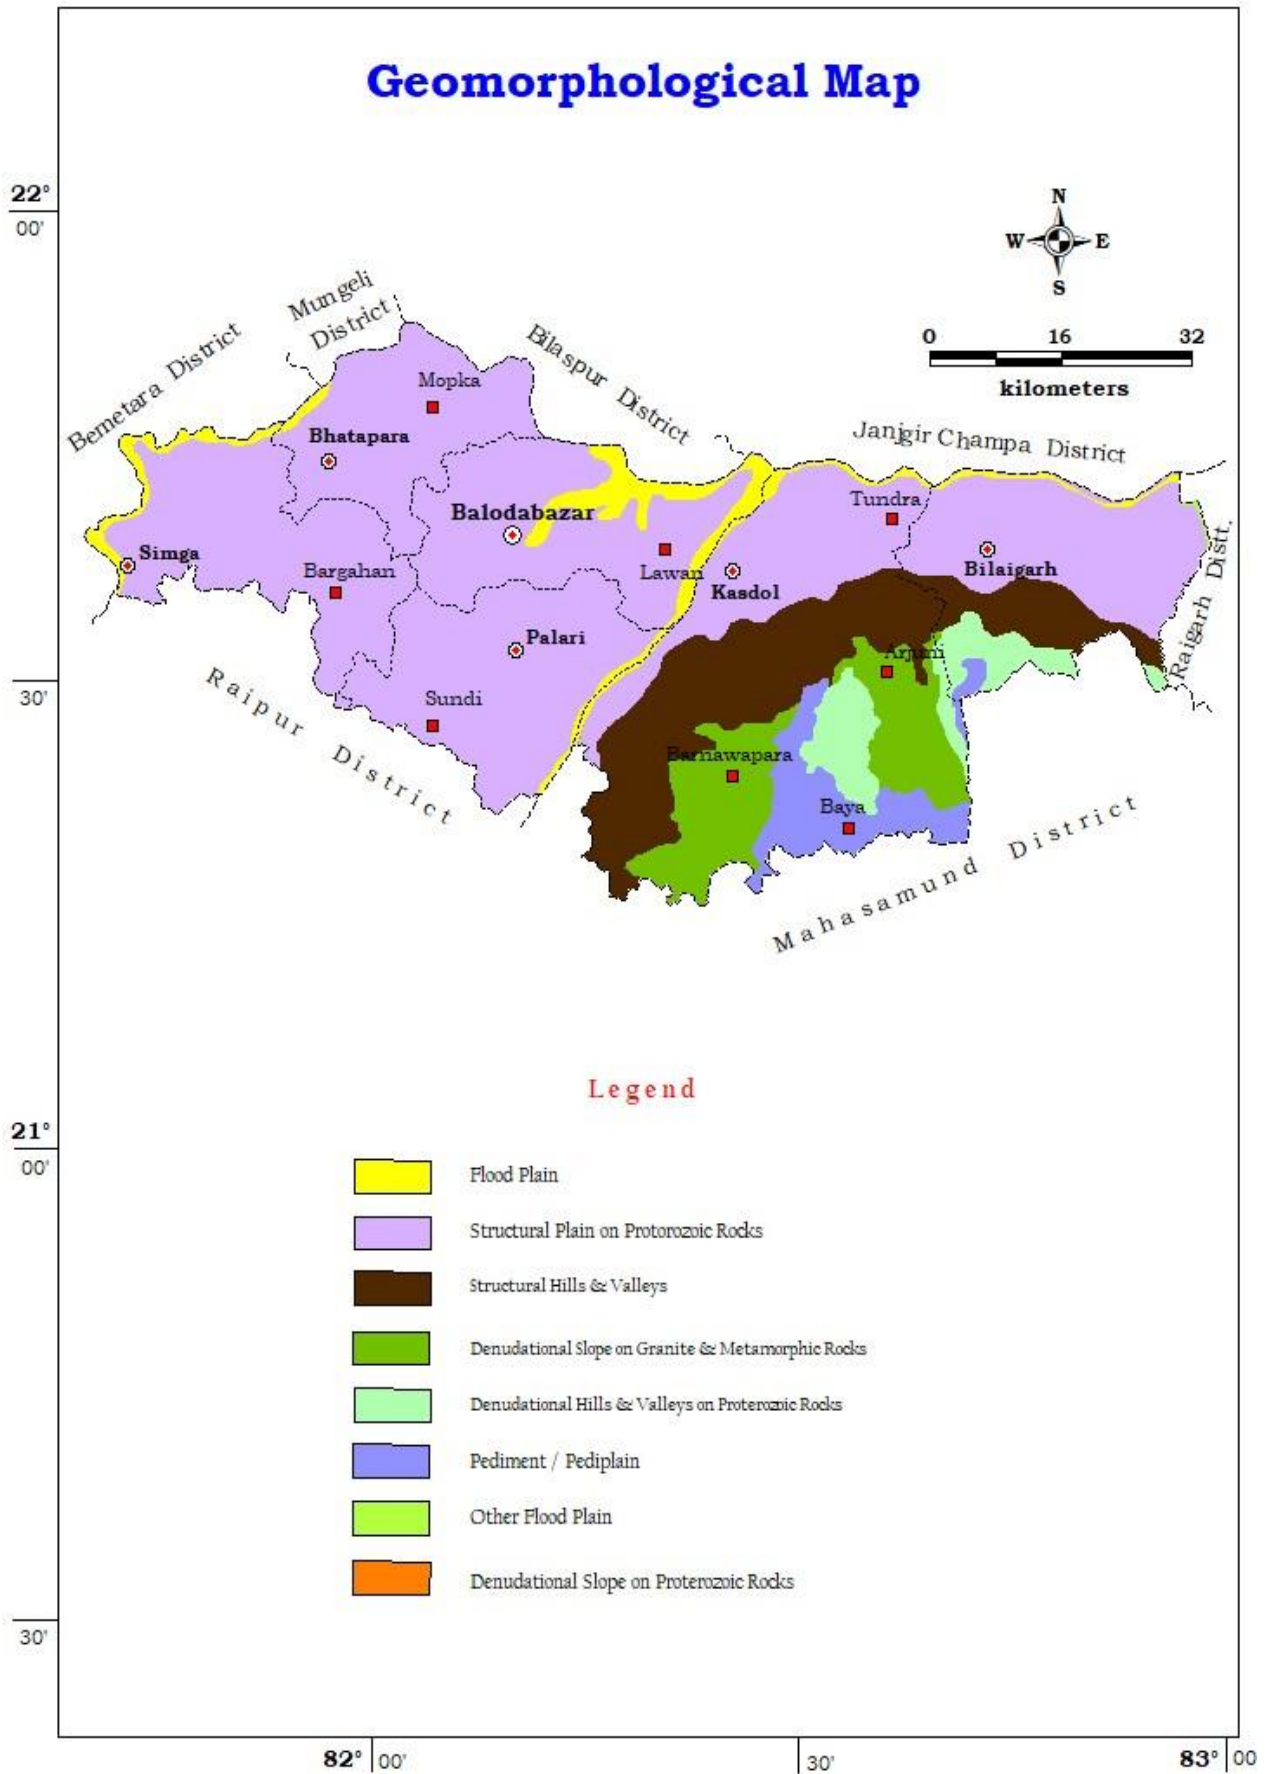 Geomorphological Map
22°
00'
N
W E
S
0 16 32
kilometers
Mungeli
District
Bemetara District
Bilaspur District
Janjgir Champa District
Mopka
Bhatapara
Balodabazar
Tundra
Simga
Bargahan
Lawan
Kasdol
Bilaigarh
Raigarh Distt.
Palari
Arjuni
30'
Sundi
Raipur District
Barnawapara
Baya
Mahasamund District
Legend
21°
00'
Flood Plain
Structural Plain on Protorozoic Rocks
Structural Hills & Valleys
Denudational Slope on Granite & Metamorphic Rocks
Denudational Hills & Valleys on Proterozoic Rocks
Pediment / Pediplain
Other Flood Plain
Denudational Slope on Proterozoic Rocks
30'
82° 00' 30' 83° 00